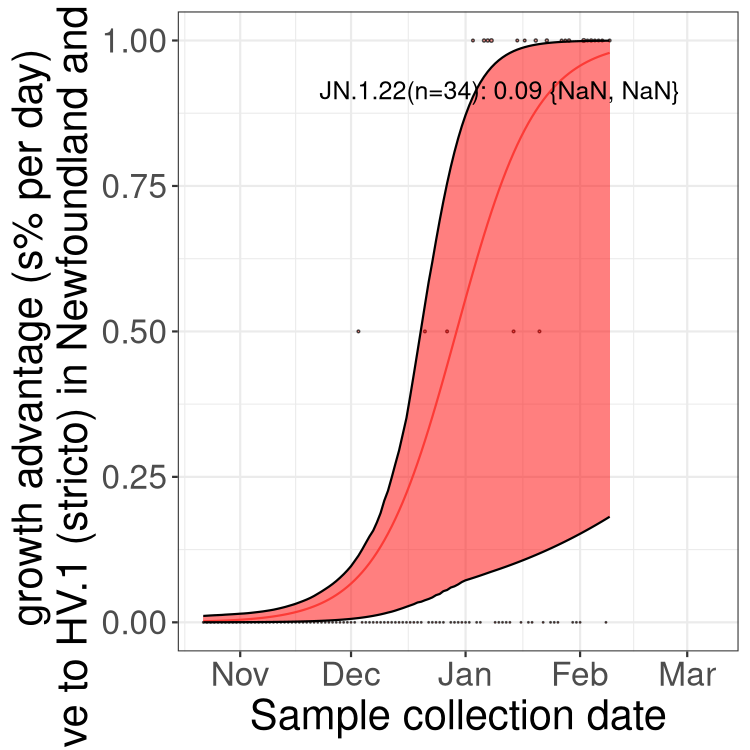 growth advantage (s% per day)
ve to HV.1 (stricto) in Newfoundland and
1.00
0.75
0.50
0.25
0.00
JN.1.22(n=34): 0.09 {NaN, NaN}
Nov Dec Jan Feb Mar
Sample collection date